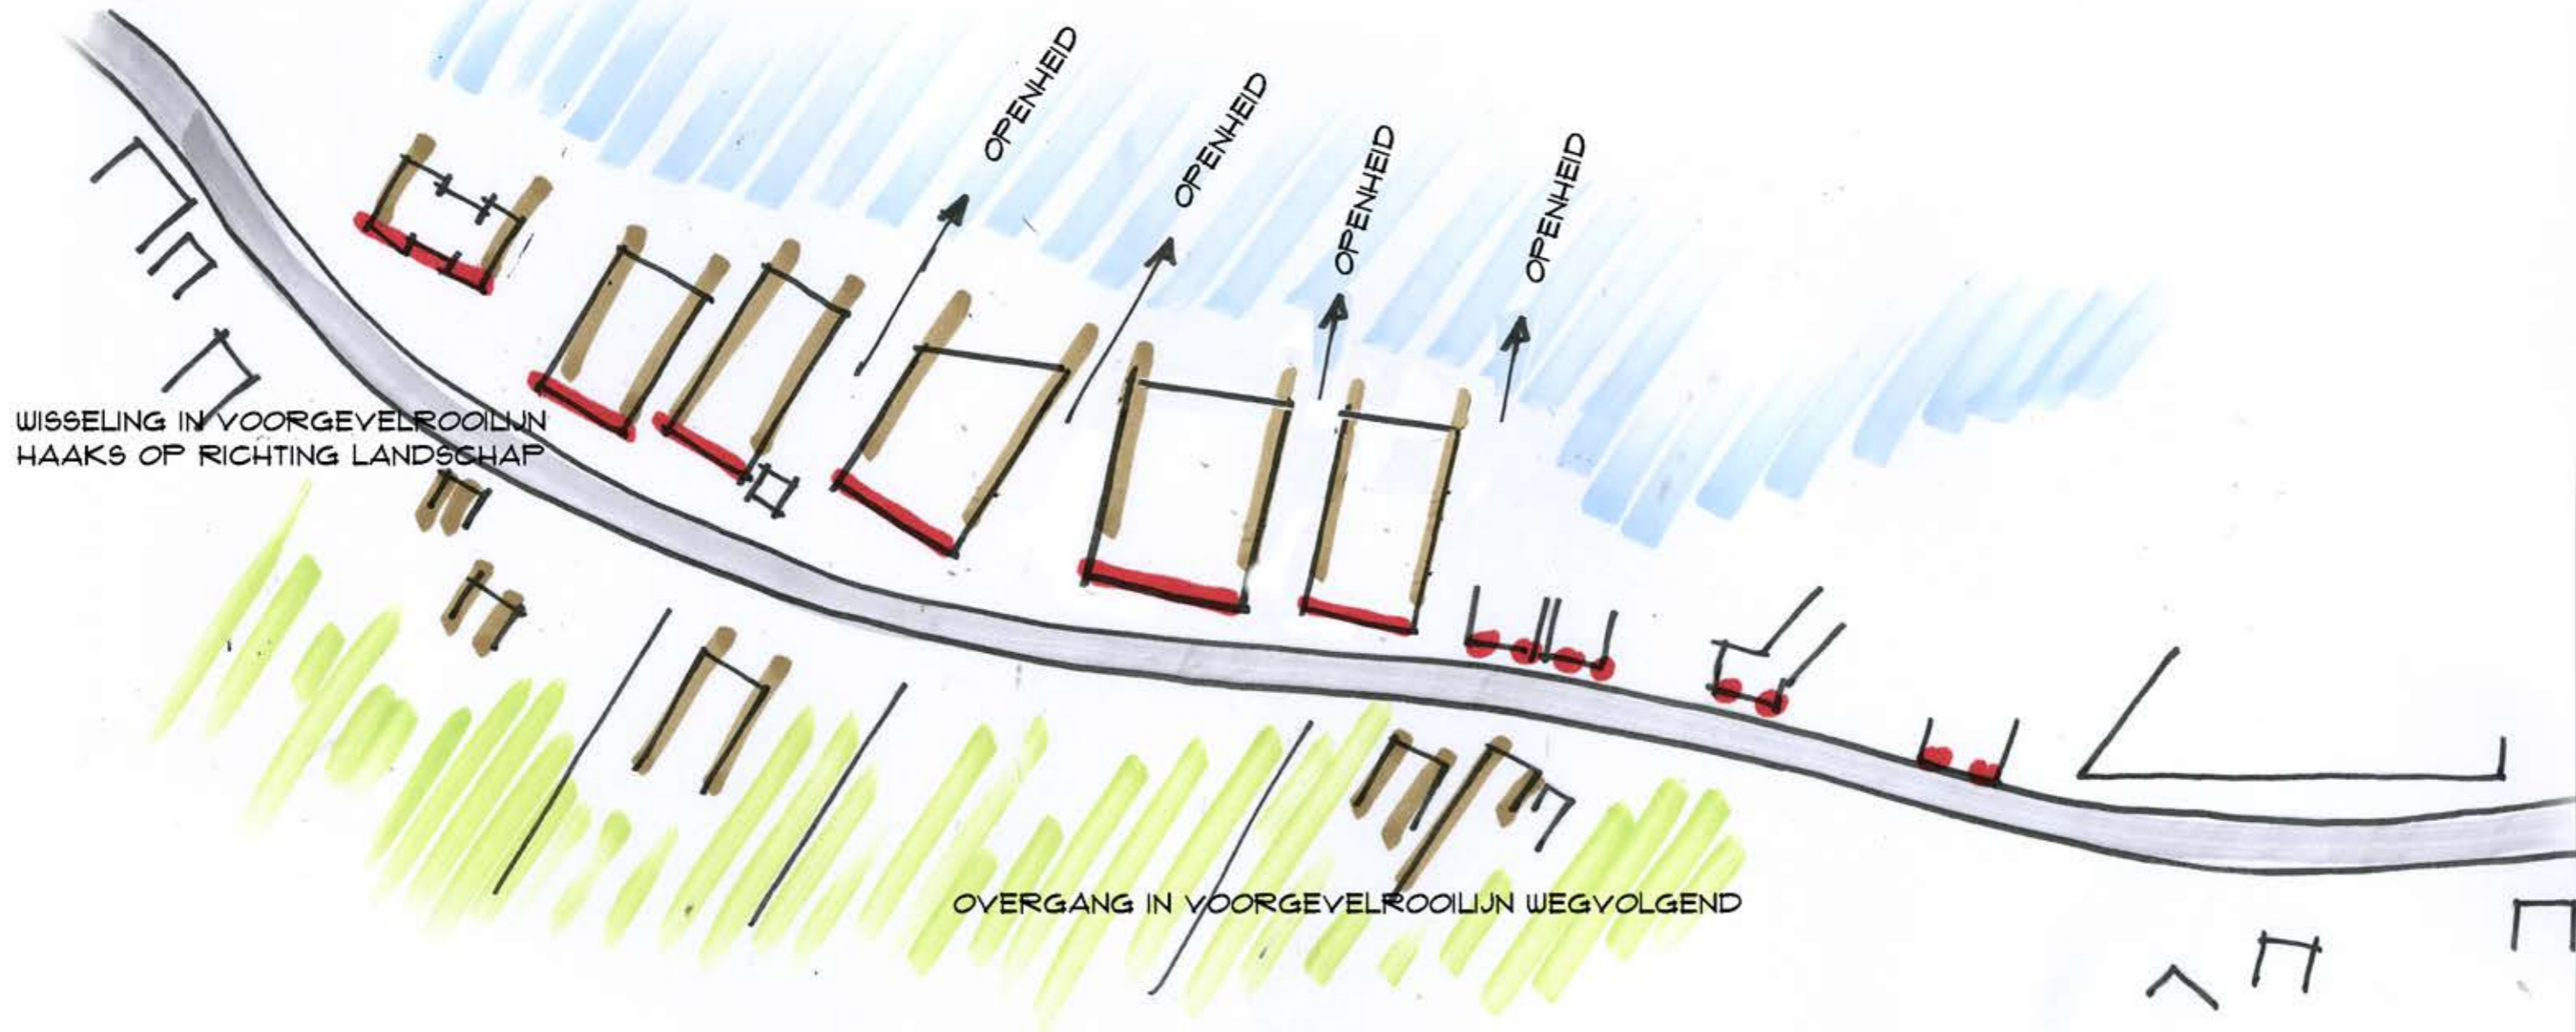 OPENHEID
OPENHEID
OPENHEID
OPENHEID
WISSELING IN VOORGEVELROOILIJN
HAAKS OP RICHTING LANDSCHAP
OVERGANG IN VOORGEVELROOILIJN WEGVOLGEND